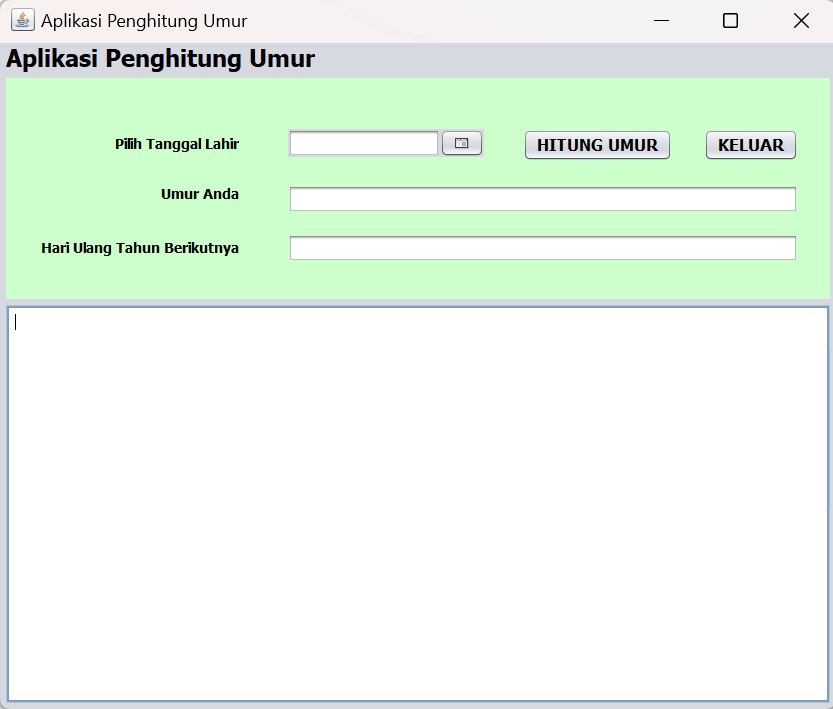 Aplikasi Penghitung Umur
Aplikasi Penghitung Umur
Pilih Tanggal Lahir
HITUNG UMUR
KELUAR
Umur Anda
Hari Ulang Tahun Berikutnya